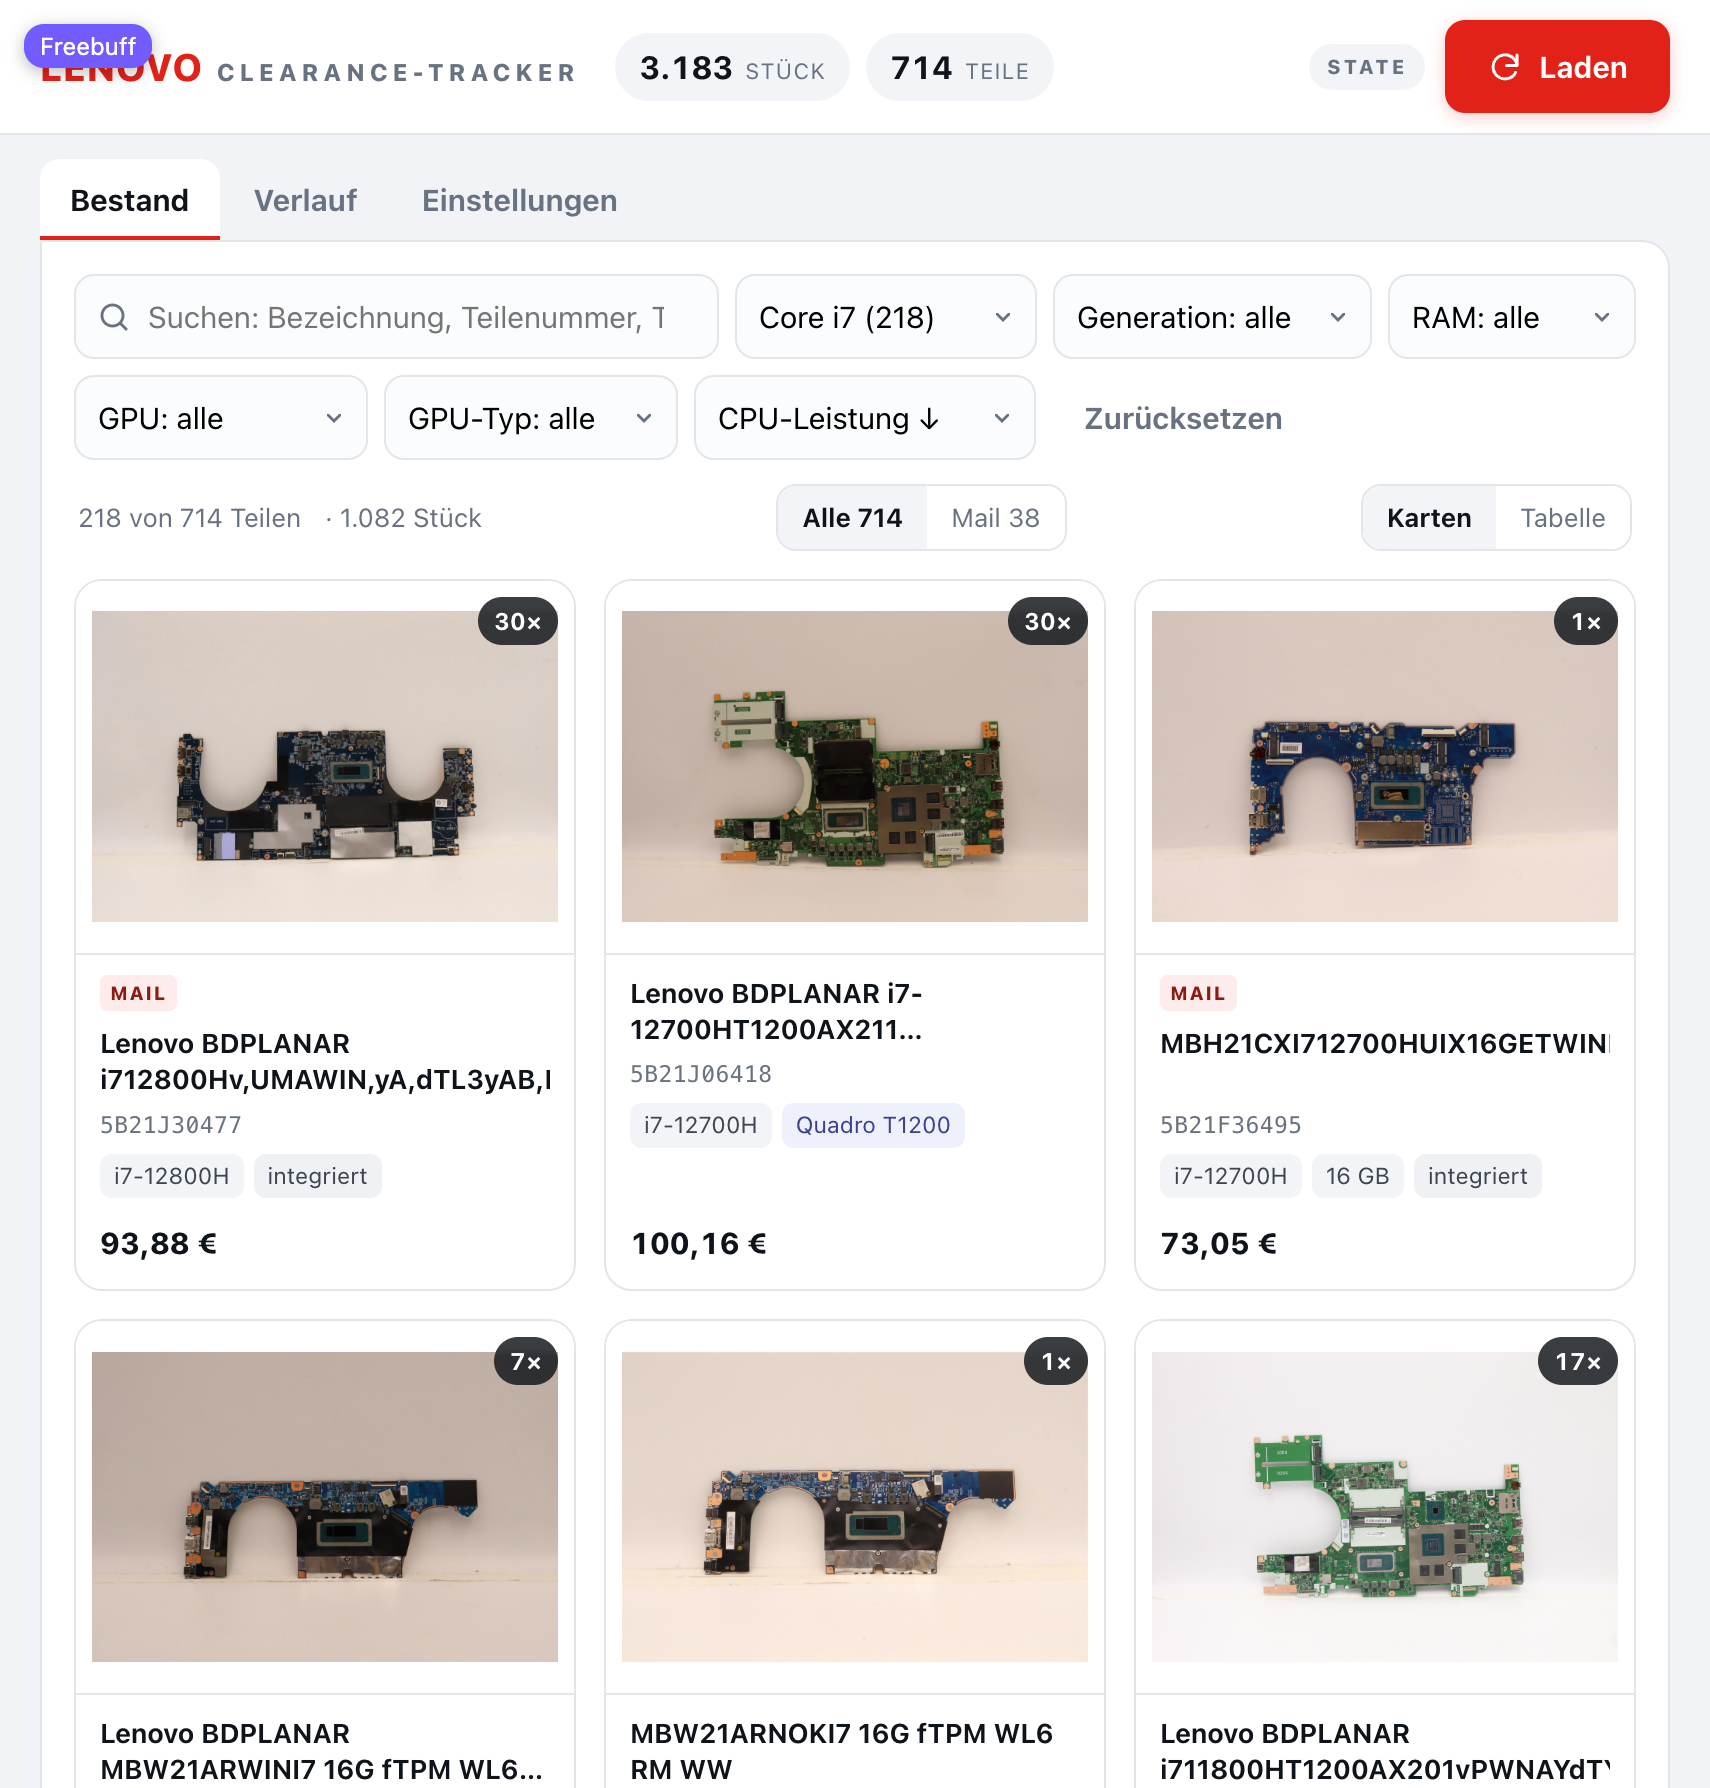 Freebuff
LENOVO CLEARANCE-TRACKER
3.183 STÜCK
714 TEILE
STATE
Laden
Bestand
Verlauf
Einstellungen
Suchen: Bezeichnung, Teilenummer, T
Core i7 (218)
Generation: alle
RAM: alle
GPU: alle
GPU-Typ: alle
CPU-Leistung ↓
Zurücksetzen
218 von 714 Teilen · 1.082 Stück
Alle 714
Mail 38
Karten
Tabelle
30×
MAIL
Lenovo BDPLANAR
i712800Hv,UMAWIN,yA,dTL3yAB,
5B21J30477
i7-12800H
integriert
93,88 €
30×
Lenovo BDPLANAR i7-
12700HT1200AX211...
5B21J06418
i7-12700H
Quadro T1200
100,16 €
1×
MAIL
MBH21CXI712700HUIX16GETWIN
5B21F36495
i7-12700H
16 GB
integriert
73,05 €
7×
Lenovo BDPLANAR
MBW21ARWINI7 16G fTPM WL6...
1×
MBW21ARNOKI7 16G fTPM WL6
RM WW
17×
Lenovo BDPLANAR
i711800HT1200AX201vPWNAYdT